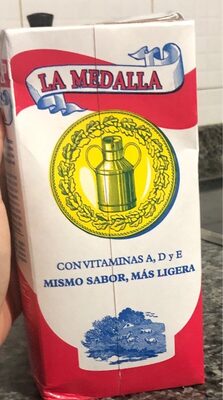 LA MEDALLA
CON VITAMINAS A, D y E
MISMO SABOR, MÁS LIGERA